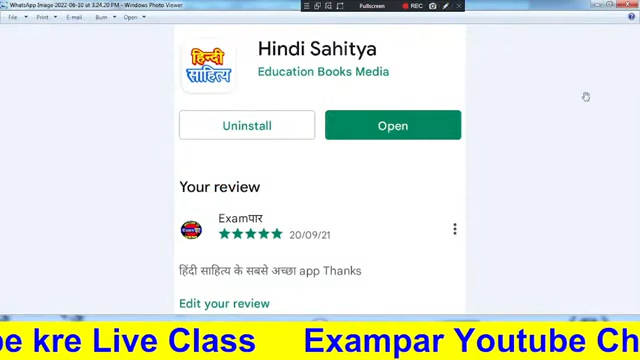 WhatsApp Image 2022-06-10 at 3.24.20 PM - Windows Photo Viewer
Fullscreen
REC
File Print E-mail Burn Open
हिन्दी
साहित्य
Hindi Sahitya
Education Books Media
Uninstall
Open
Your review
Examपार
20/09/21
हिंदी साहित्य के सबसे अच्छा app Thanks
Edit your review
be kre Live Class Exampar Youtube Ch